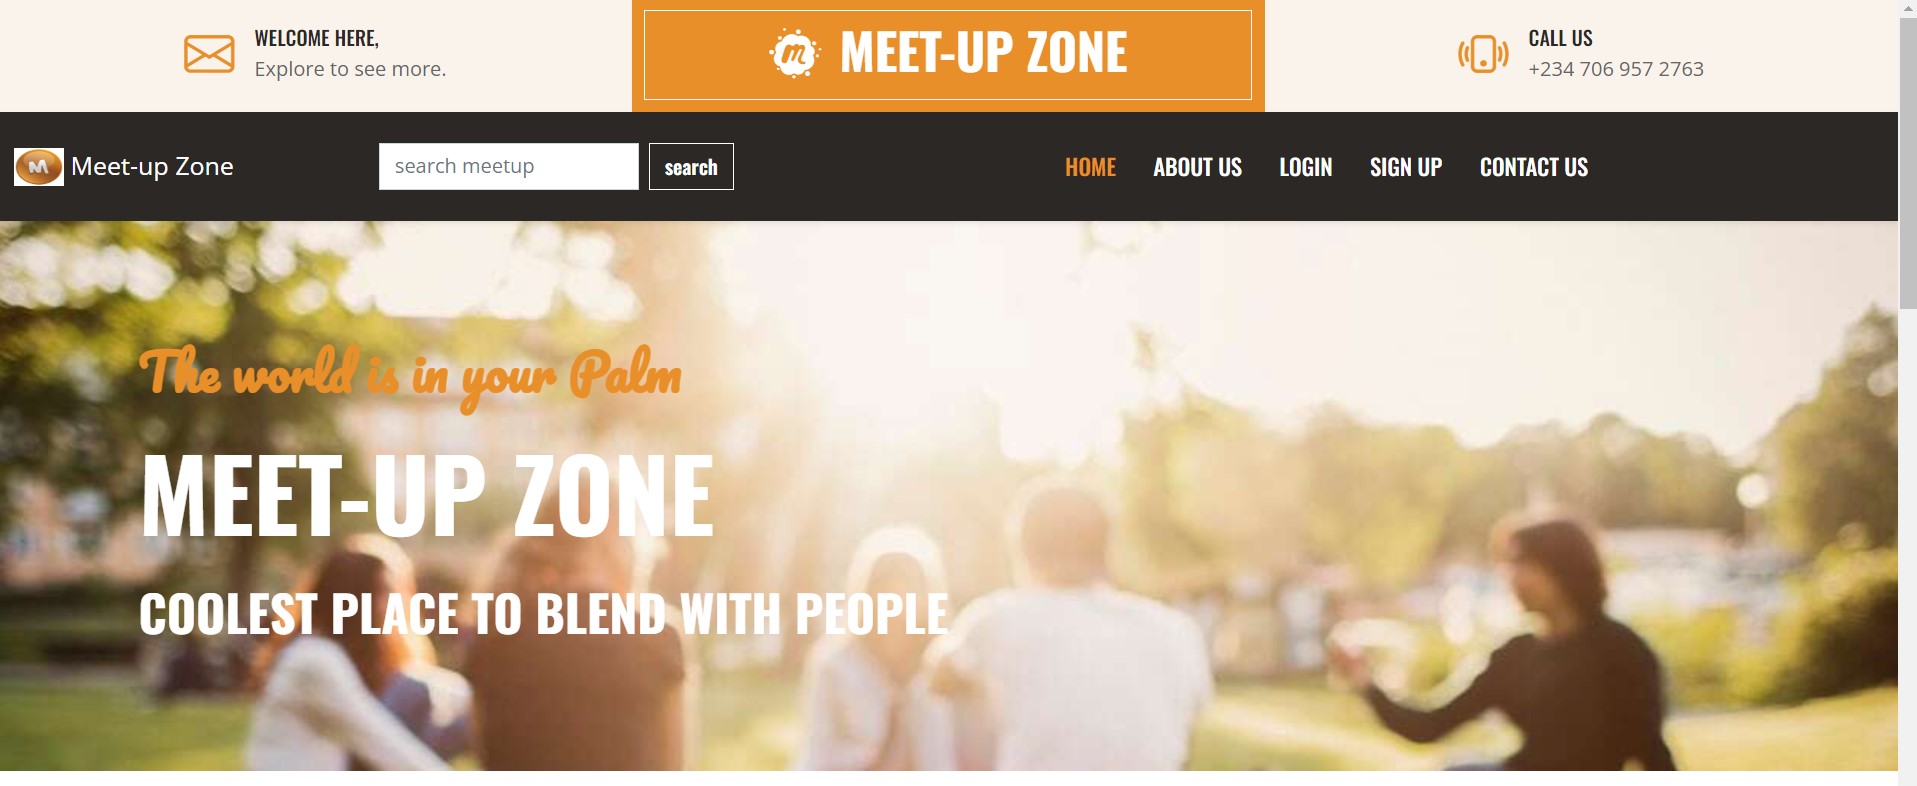 WELCOME HERE,
Explore to see more.
m MEET-UP ZONE
CALL US
+234 706 957 2763
M Meet-up Zone
search meetup
search
HOME ABOUT US LOGIN SIGN UP CONTACT US
The world is in your Palm
MEET-UP ZONE
COOLEST PLACE TO BLEND WITH PEOPLE